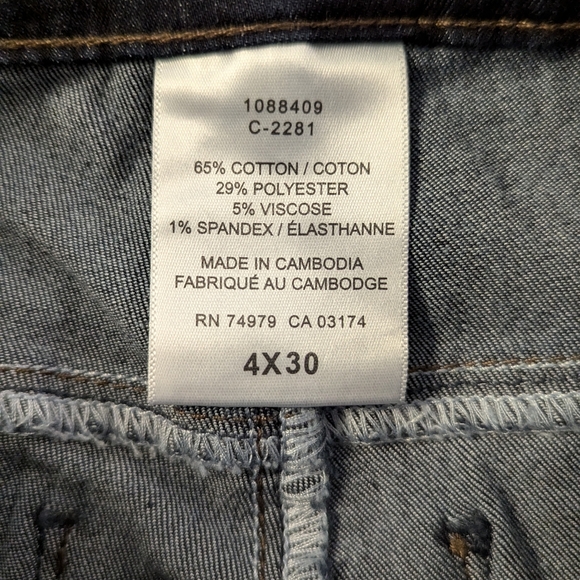 1088409
C-2281
65% COTTON / COTON
29% POLYESTER
5% VISCOSE
1% SPANDEX / ÉLASTHANNE
MADE IN CAMBODIA
FABRIQUÉ AU CAMBODGE
RN 74979 CA 03174
4X30